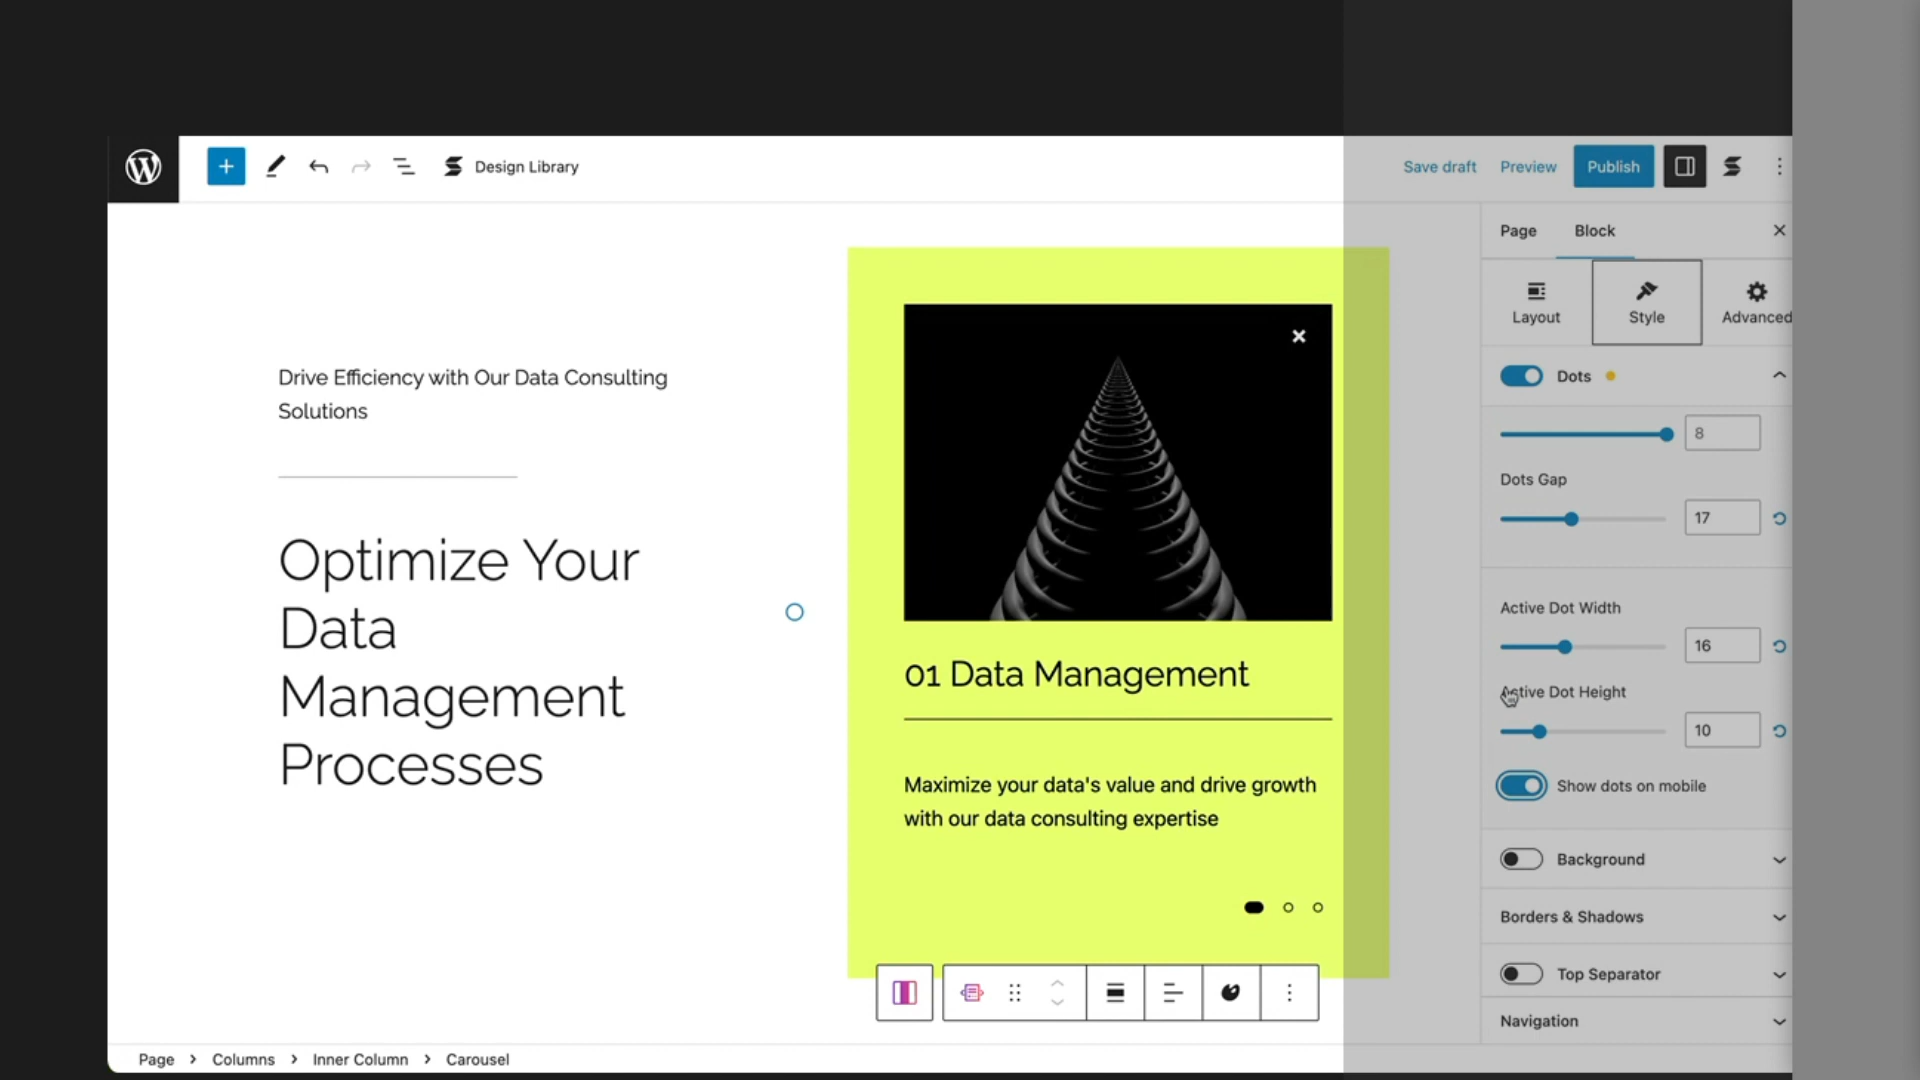 Design Library
Save draft
Preview
Publish
Page
Block
Layout
Style
Advanced
Dots
8
Dots Gap
17
Active Dot Width
16
Active Dot Height
10
Show dots on mobile
Background
Borders & Shadows
Top Separator
Navigation
Drive Efficiency with Our Data Consulting
Solutions
Optimize Your
Data
Management
Processes
01 Data Management
Maximize your data's value and drive growth
with our data consulting expertise
Page > Columns > Inner Column > Carousel